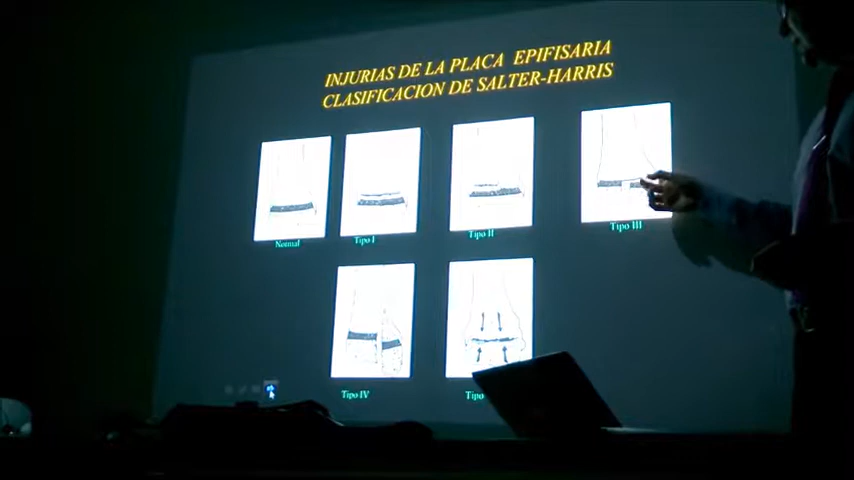 INJURIAS DE LA PLACA EPIFISARIA
CLASIFICACION DE SALTER-HARRIS
Normal
Tipo I
Tipo II
Tipo III
Tipo IV
Tipo